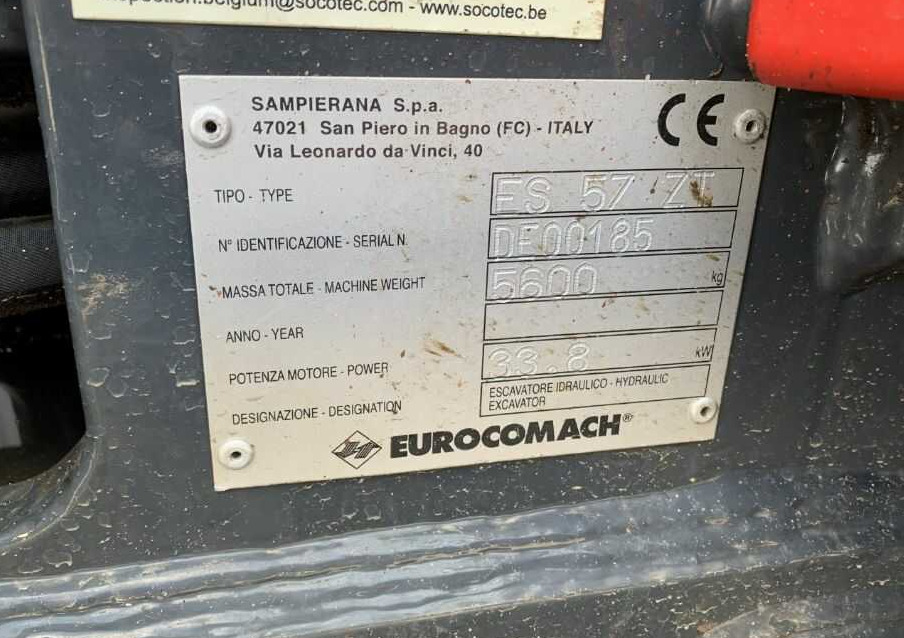 inspection.belgium@socotec.com - www.socotec.be
SAMPIERANA S.p.a.
47021 San Piero in Bagno (FC) - ITALY
Via Leonardo da Vinci, 40
CE
TIPO - TYPE ES 57 ZT
N° IDENTIFICAZIONE - SERIAL N. DE00185
MASSA TOTALE - MACHINE WEIGHT 5600 kg
ANNO - YEAR
POTENZA MOTORE - POWER 33.8 kW
DESIGNAZIONE - DESIGNATION ESCAVATORE IDRAULICO - HYDRAULIC
EXCAVATOR
EUROCOMACH®